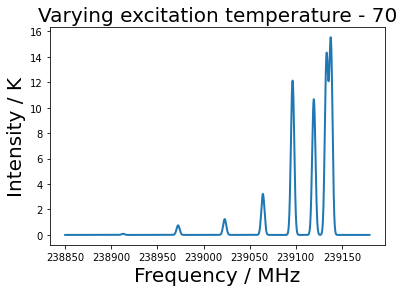 Varying excitation temperature - 70
16
14
12
10
8
6
4
2
0
Intensity / K
238850 238900 238950 239000 239050 239100 239150
Frequency / MHz